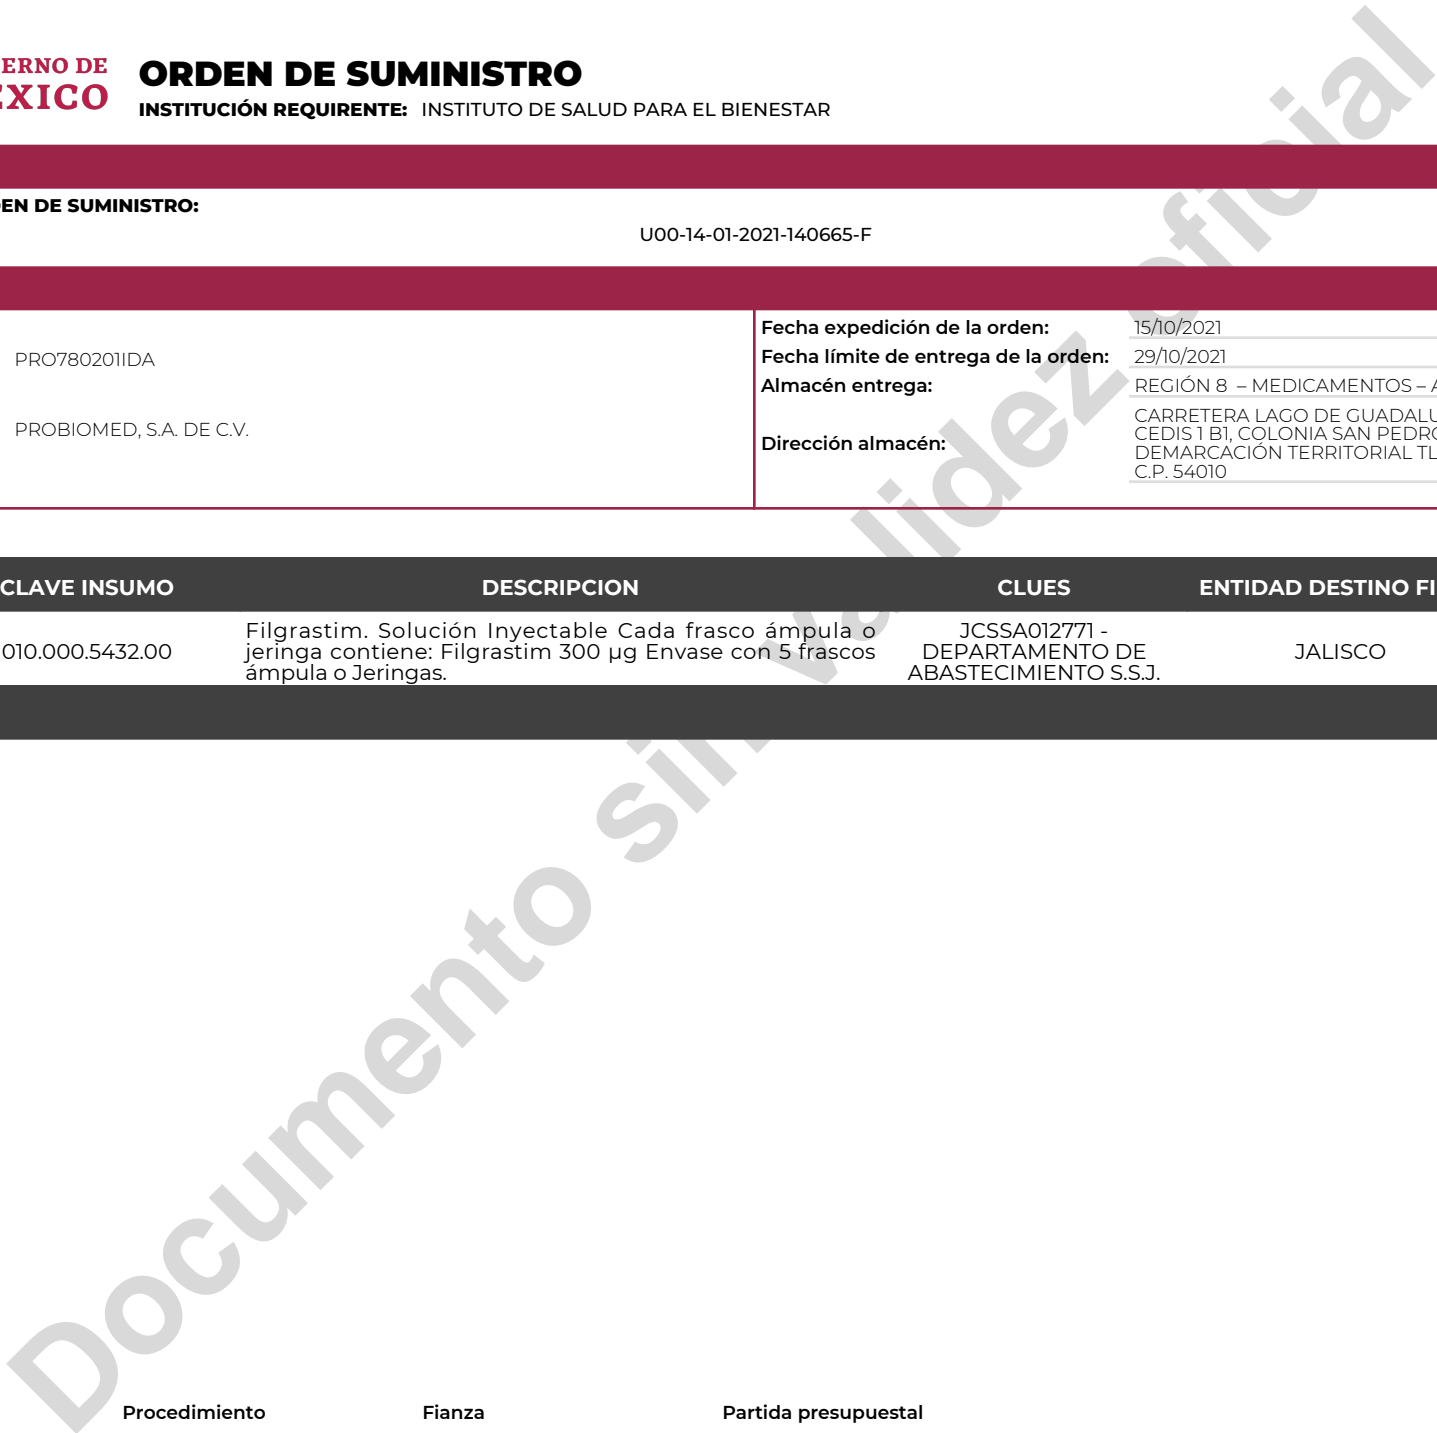 ERNO DE
ÉXICO
ORDEN DE SUMINISTRO
INSTITUCIÓN REQUIRENTE: INSTITUTO DE SALUD PARA EL BIENESTAR
EN DE SUMINISTRO:
U00-14-01-2021-140665-F
PRO780201IDA
PROBIOMED, S.A. DE C.V.
Fecha expedición de la orden: 15/10/2021
Fecha límite de entrega de la orden: 29/10/2021
Almacén entrega: REGIÓN 8 – MEDICAMENTOS – A
Dirección almacén:
CARRETERA LAGO DE GUADALU
CEDIS 1 B1, COLONIA SAN PEDRO
DEMARCACIÓN TERRITORIAL TL
C.P. 54010
CLAVE INSUMO DESCRIPCION CLUES ENTIDAD DESTINO FI
010.000.5432.00
Filgrastim. Solución Inyectable Cada frasco ámpula o
jeringa contiene: Filgrastim 300 µg Envase con 5 frascos
ámpula o Jeringas.
JCSSA012771 -
DEPARTAMENTO DE
ABASTECIMIENTO S.S.J.
JALISCO
Documento sin validez oficial
Procedimiento Fianza Partida presupuestal